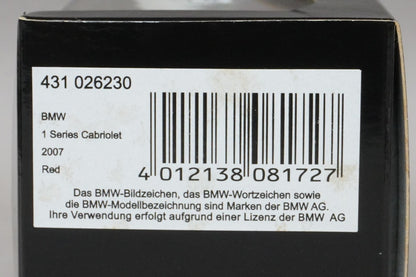 431 026230
BMW
1 Series Cabriolet
2007
Red
4 012138 081727
Das BMW-Bildzeichen, das BMW-Wortzeichen sowie
die BMW-Modellbezeichnung sind Marken der BMW AG.
Ihre Verwendung erfolgt aufgrund einer Lizenz der BMW AG